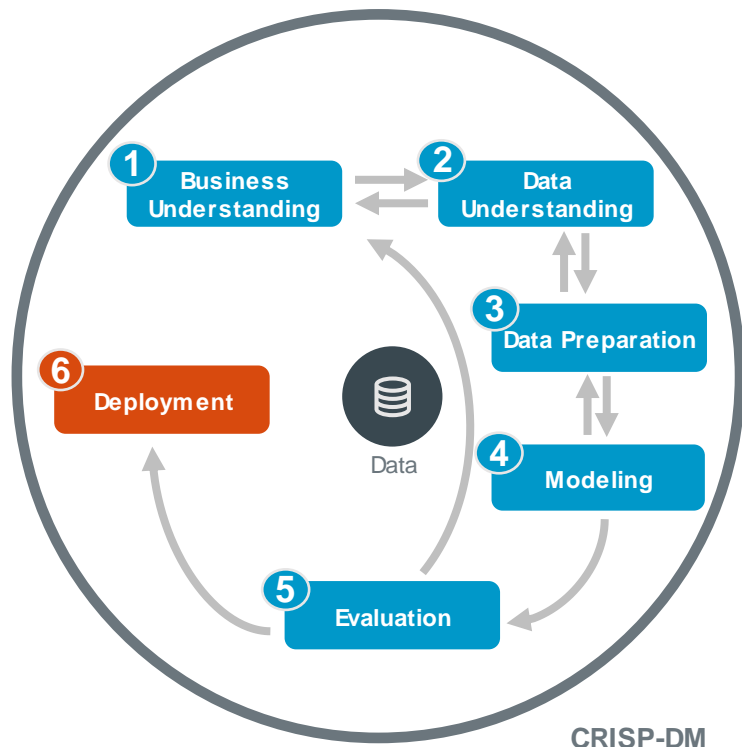 1
Business
Understanding
2
Data
Understanding
3
Data Preparation
4
Modeling
5
Evaluation
6
Deployment
Data
CRISP-DM